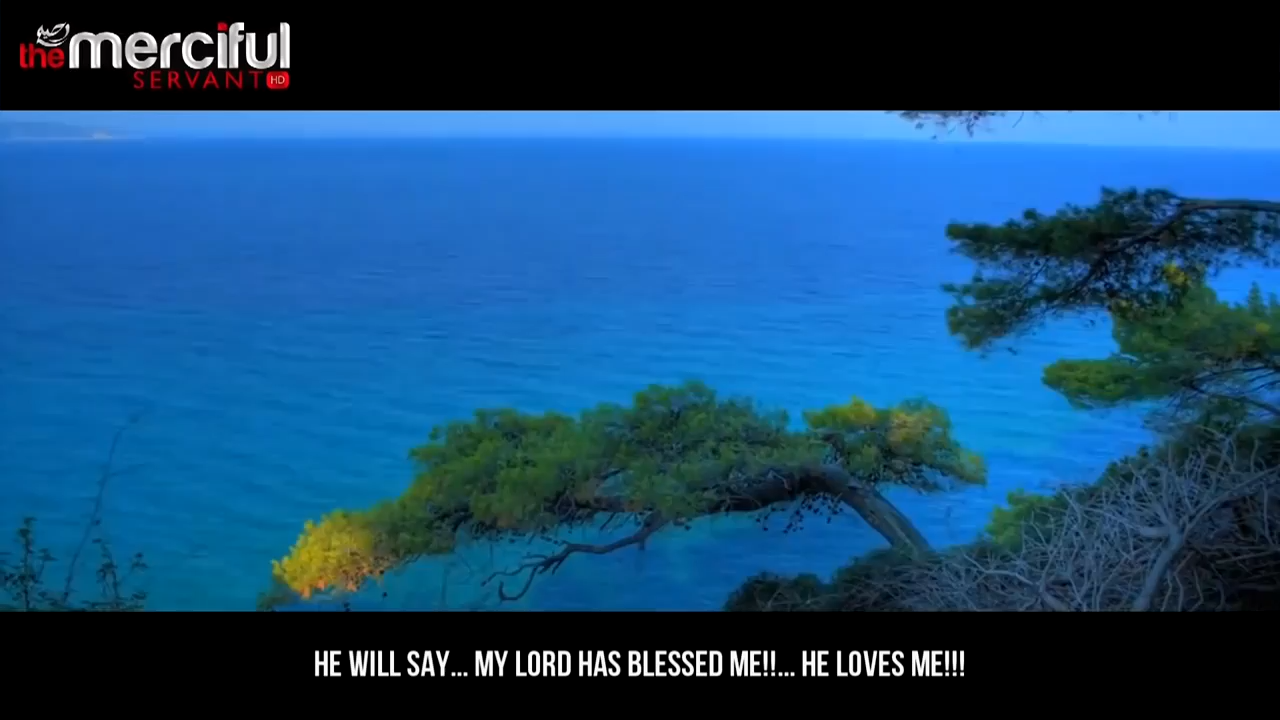 the merciful
SERVANT HD
HE WILL SAY... MY LORD HAS BLESSED ME!!... HE LOVES ME!!!